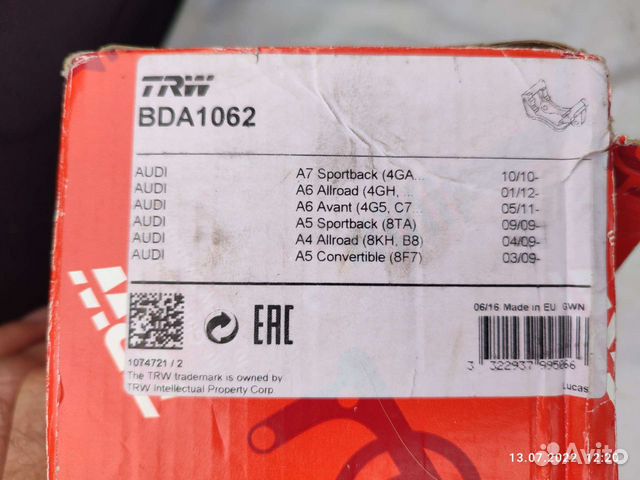 TRW
BDA1062
AUDI A7 Sportback (4GA... 10/10-
AUDI A6 Allroad (4GH, ... 01/12-
AUDI A6 Avant (4G5, C7... 05/11-
AUDI A5 Sportback (8TA) 09/09-
AUDI A4 Allroad (8KH, B8) 04/09-
AUDI A5 Convertible (8F7) 03/09-
EAC
06/16 Made in EU GWN
1074721 / 2
The TRW trademark is owned by
TRW Intellectual Property Corp
3 322937 995066
Lucas
13.07.2022 12:20
Avito